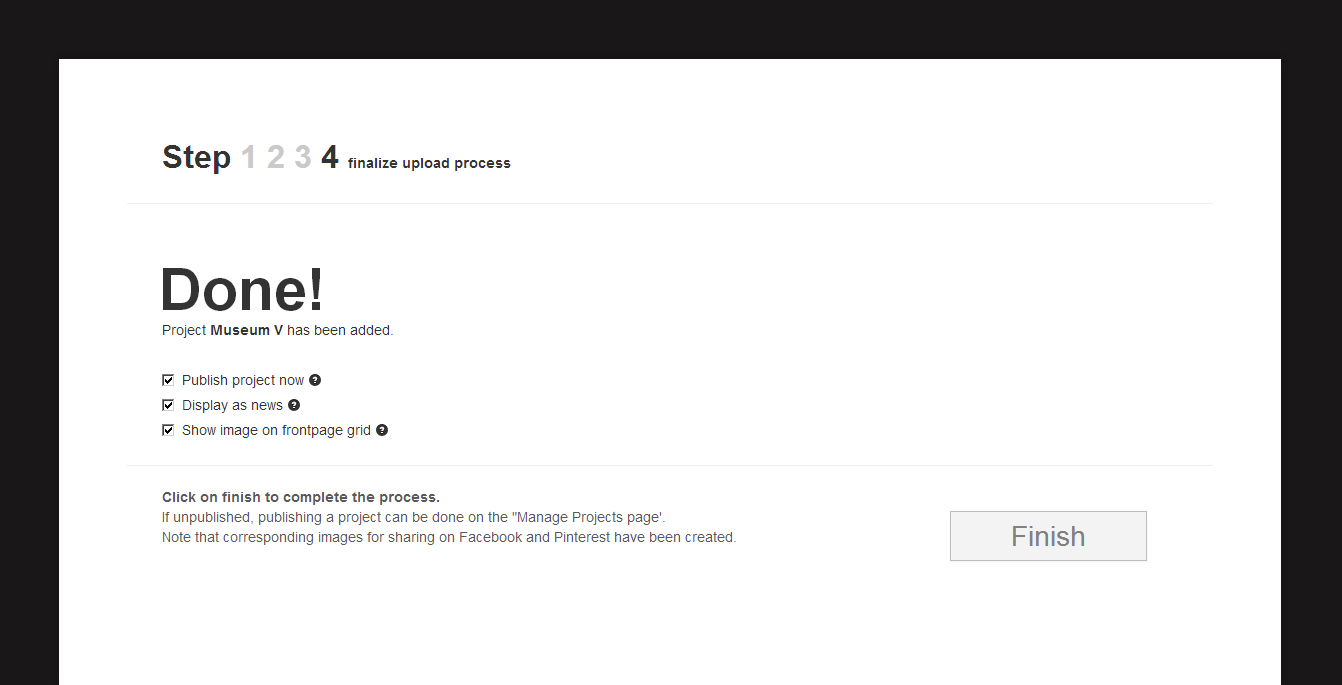 Step 1 2 3 4 finalize upload process
Done!
Project Museum V has been added.
Publish project now ?
Display as news ?
Show image on frontpage grid ?
Click on finish to complete the process.
If unpublished, publishing a project can be done on the "Manage Projects page'.
Note that corresponding images for sharing on Facebook and Pinterest have been created.
Finish